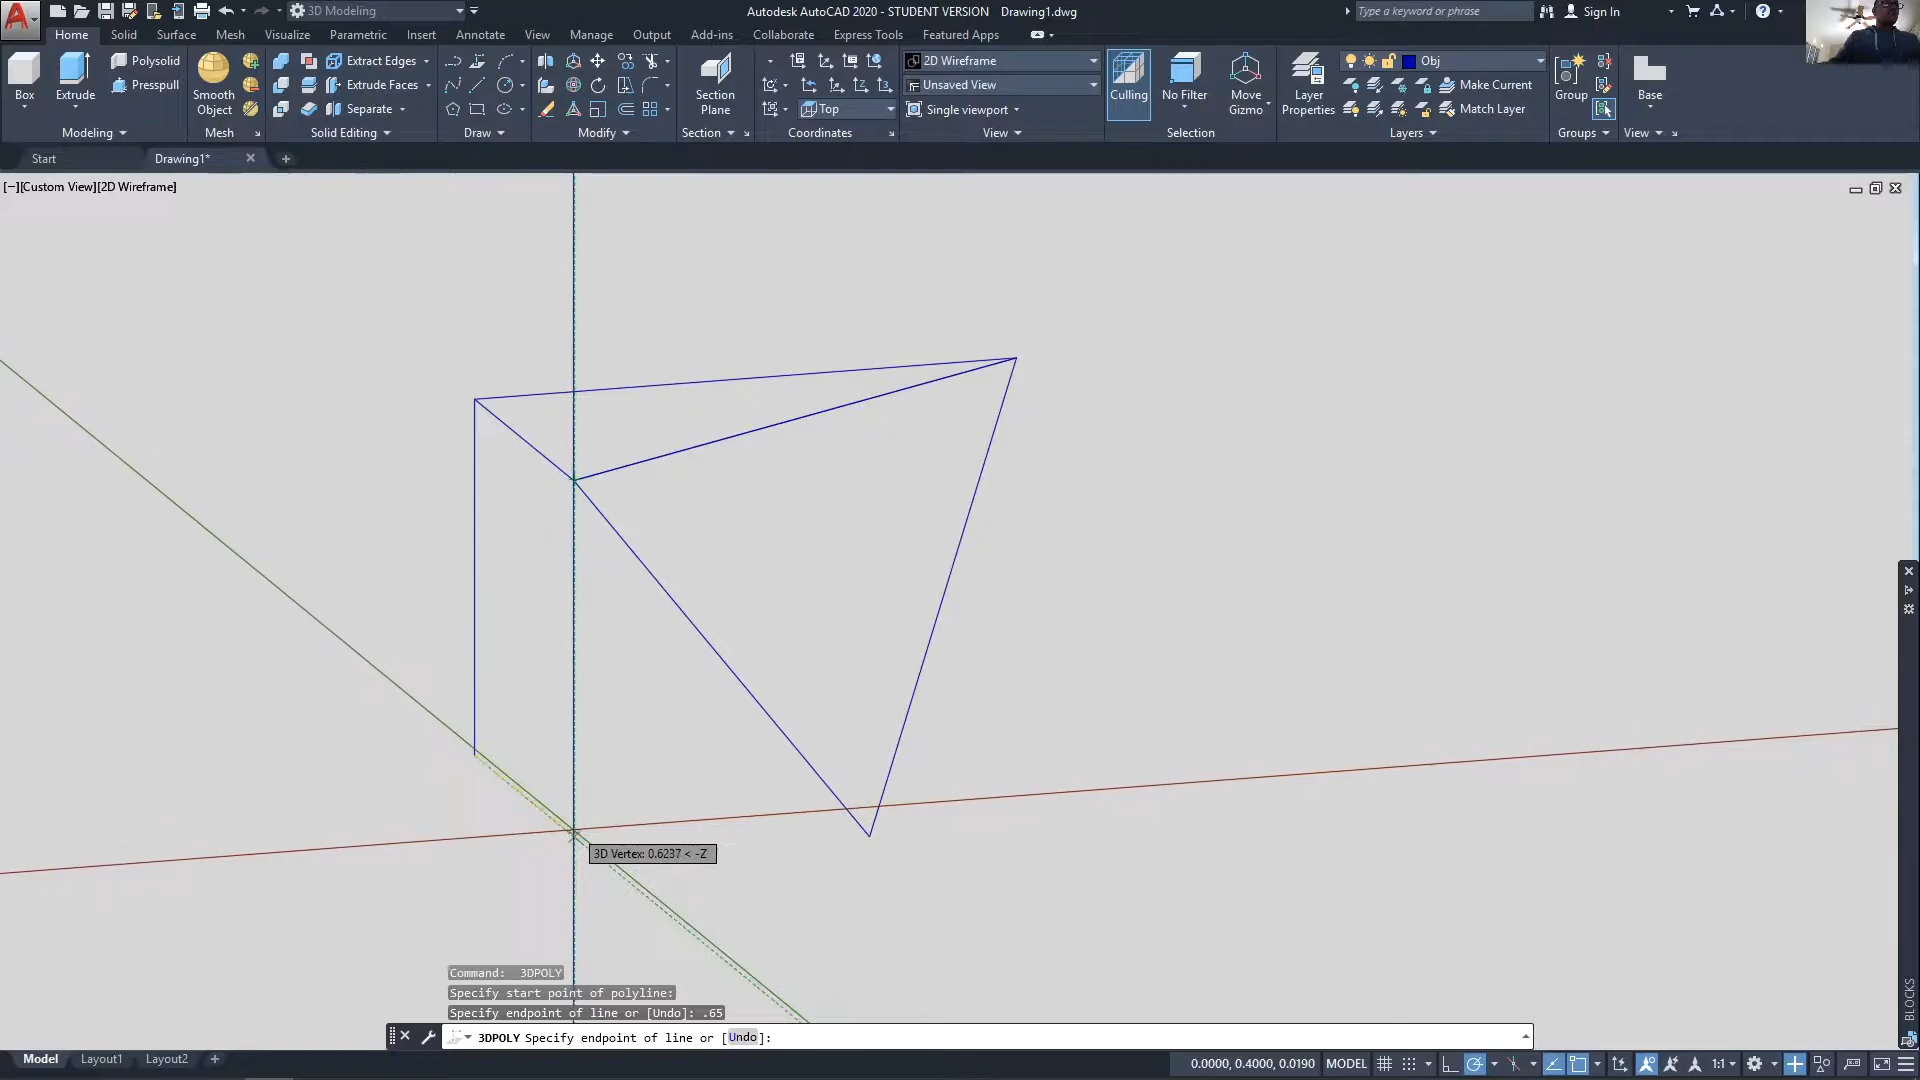 3D Modeling
Autodesk AutoCAD 2020 - STUDENT VERSION Drawing1.dwg
Type a keyword or phrase
Sign In
Home Solid Surface Mesh Visualize Parametric Insert Annotate View Manage Output Add-ins Collaborate Express Tools Featured Apps
Polysolid Extract Edges 2D Wireframe Obj
Box Extrude Presspull Smooth Object Extrude Faces Section Plane Unsaved View Culling No Filter Move Gizmo Layer Properties Make Current Group Base
Separate Top Single viewport Match Layer
Modeling Mesh Solid Editing Draw Modify Section Coordinates View Selection Layers Groups View
Start Drawing1*
[−][Custom View][2D Wireframe]
3D Vertex: 0.6237 < -Z
Command: 3DPOLY
Specify start point of polyline:
Specify endpoint of line or [Undo]: .65
3DPOLY Specify endpoint of line or [Undo]:
BLOCKS
Model Layout1 Layout2
0.0000, 0.4000, 0.0190 MODEL 1:1